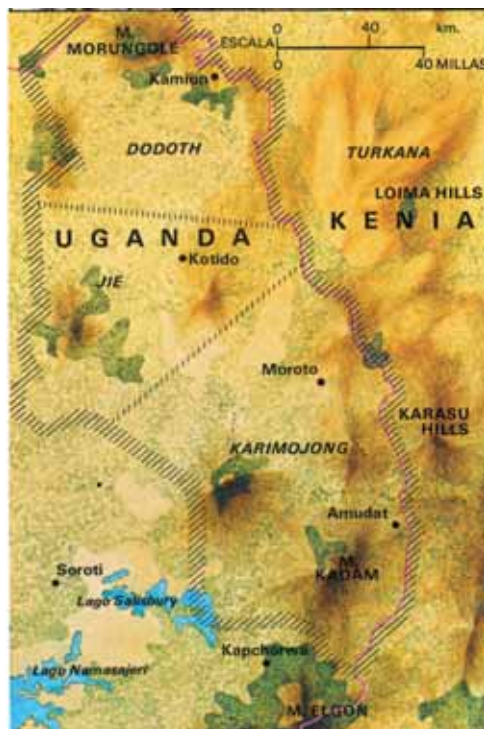 M.
MORUNGOLE
ESCALA
0 40 km.
0 40 MILLAS
Kamiun
DODOTH
TURKANA
LOIMA HILLS
KENIA
UGANDA
Kotido
JIE
Moroto
KARASU
HILLS
KARIMOJONG
Amudat
M.
KADAM
Soroti
Lago Salisbury
Kapchorwa
Lago Namasajeri
M. ELGON